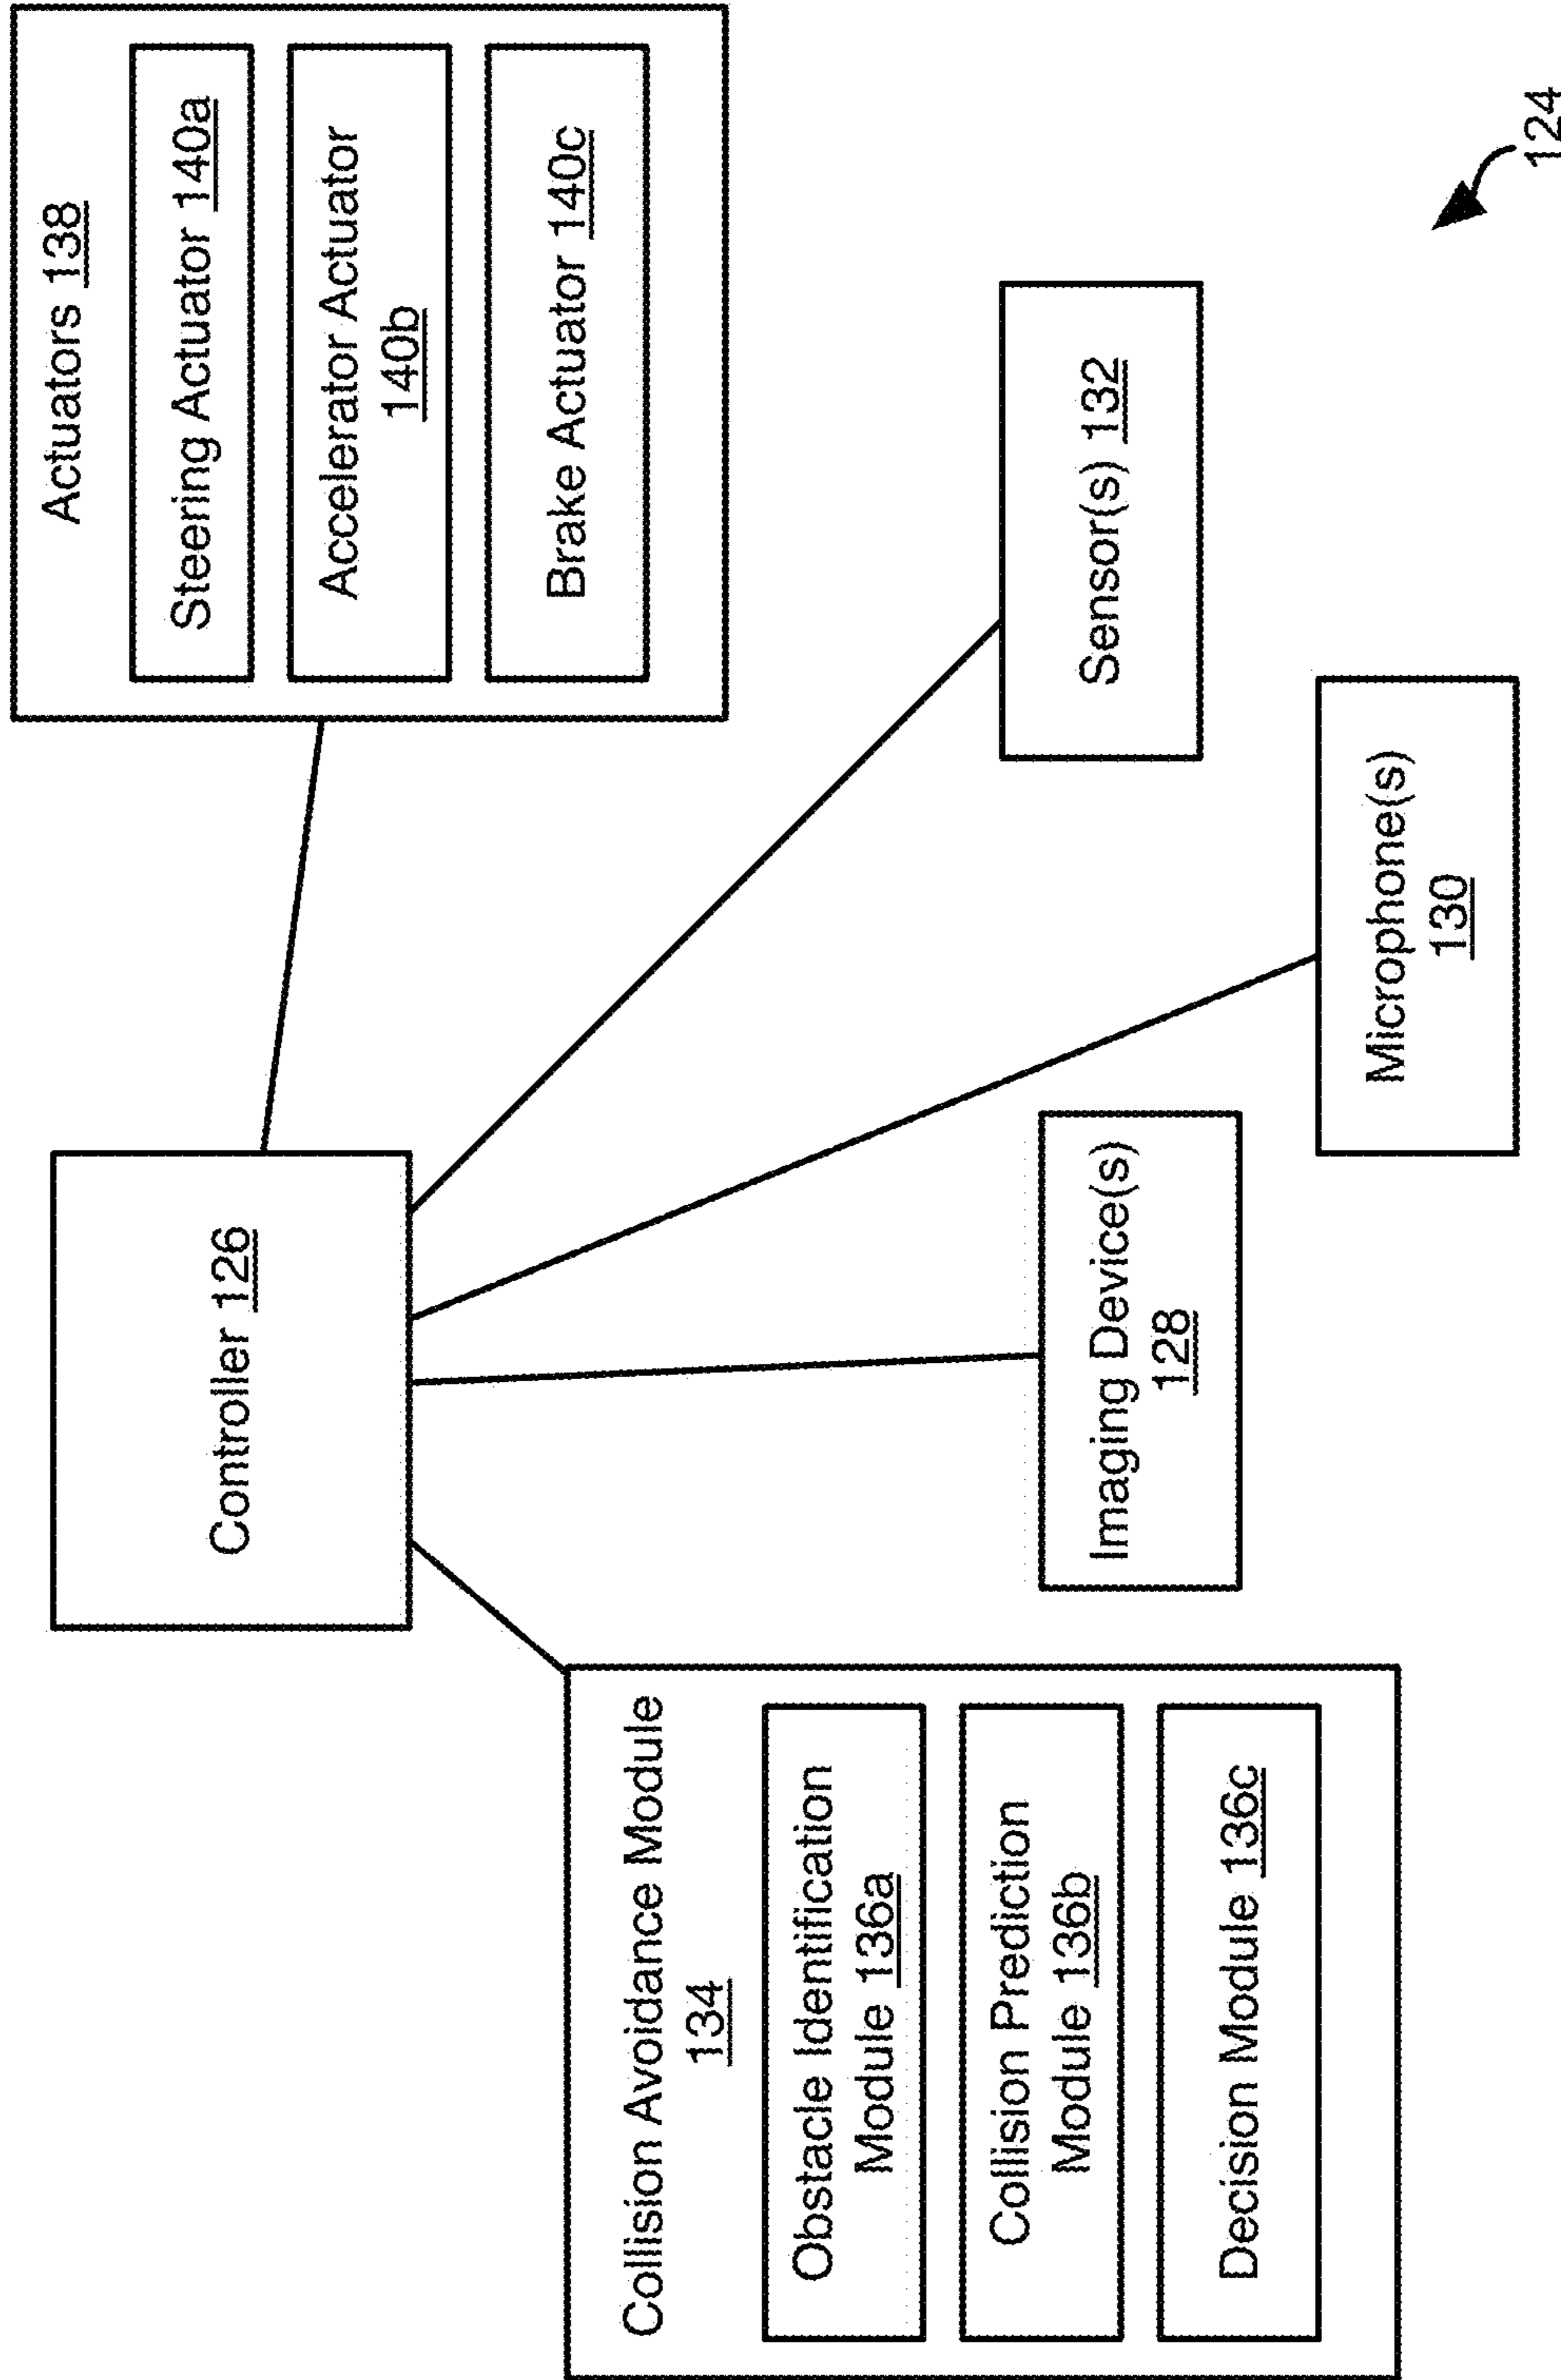 Controller 126
Actuators 138
Steering Actuator 140a
Accelerator Actuator
140b
Brake Actuator 140c
Collision Avoidance Module
134
Obstacle Identification
Module 136a
Collision Prediction
Module 136b
Decision Module 136c
Imaging Device(s)
128
Microphone(s)
130
Sensor(s) 132
124